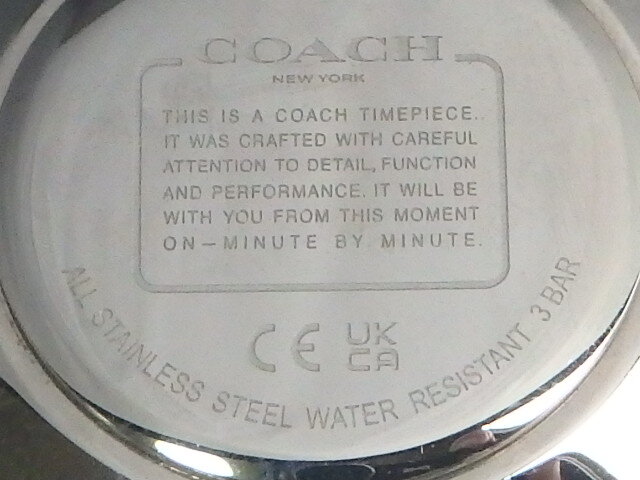 COACH
NEW YORK
THIS IS A COACH TIMEPIECE.
IT WAS CRAFTED WITH CAREFUL
ATTENTION TO DETAIL, FUNCTION
AND PERFORMANCE. IT WILL BE
WITH YOU FROM THIS MOMENT
ON—MINUTE BY MINUTE.
CE UK
CA
ALL STAINLESS STEEL WATER RESISTANT 3 BAR